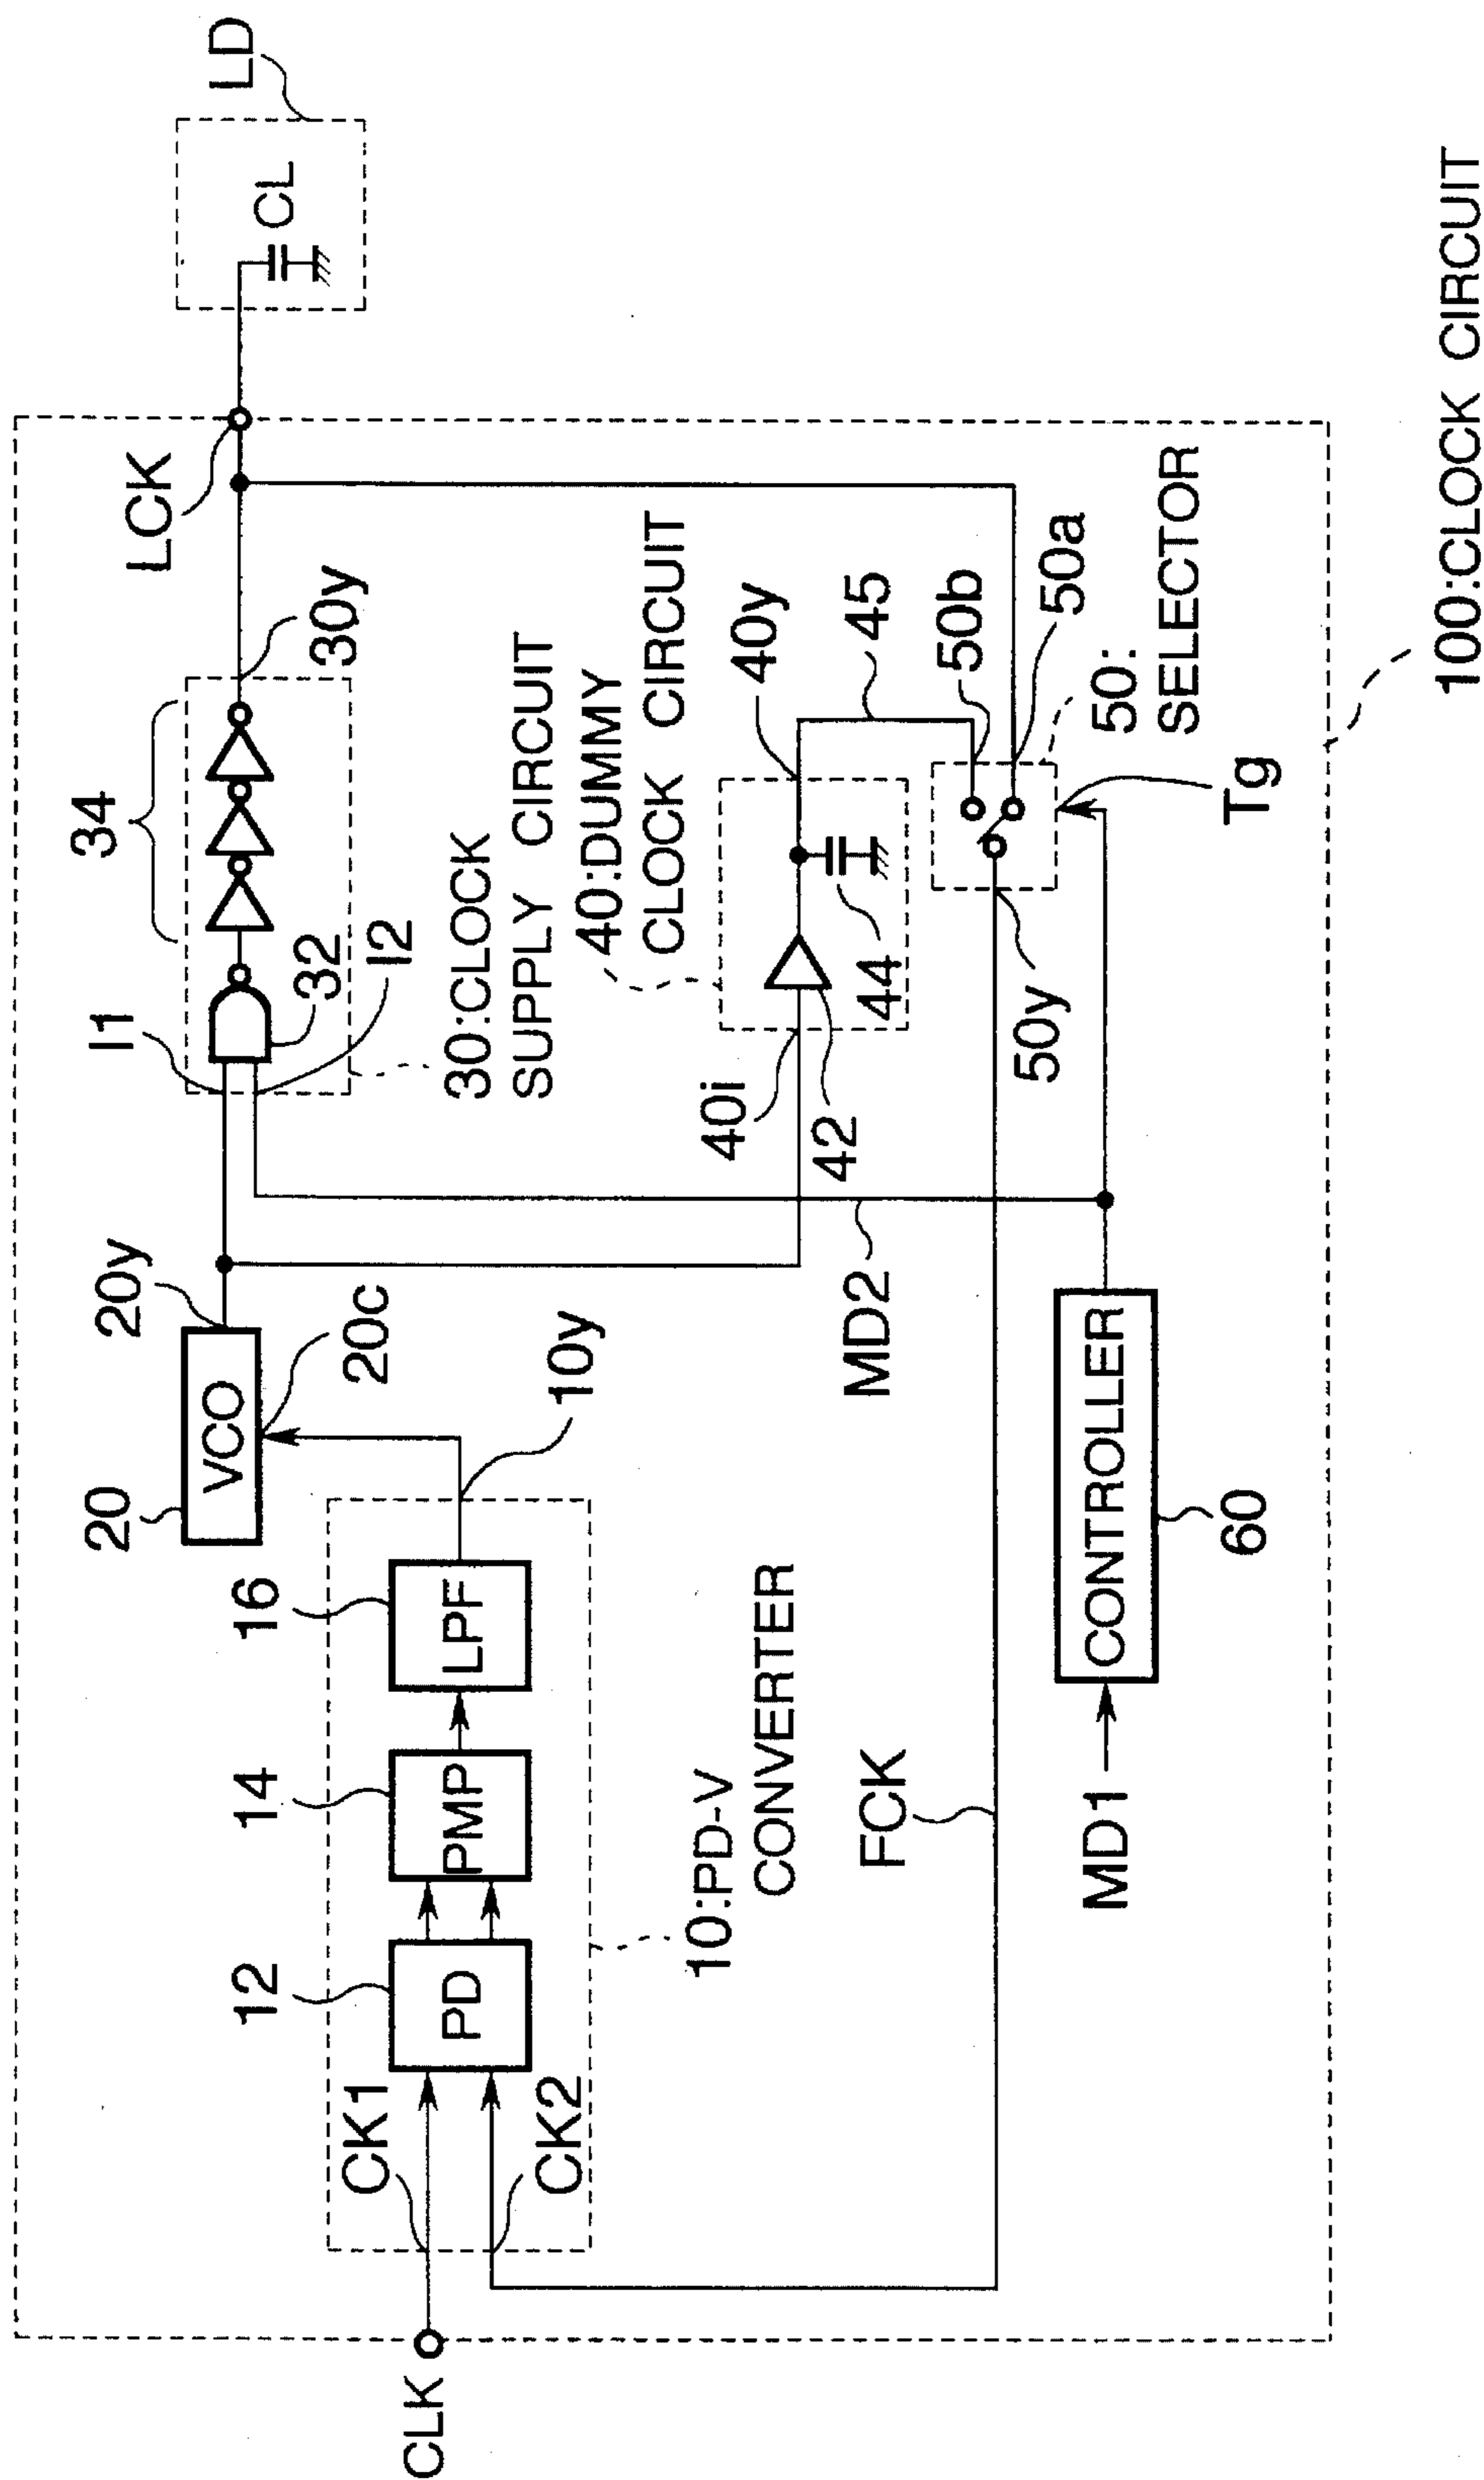 LD
CL
LCK
34
30y
I1
32
I2
30:CLOCK
SUPPLY CIRCUIT
40:DUMMY
CLOCK CIRCUIT
40y
45
50b
50a
50:
SELECTOR
Tg
44
42
40i
50y
20y
20c
20
VCO
10y
MD2
16
LPF
14
PMP
12
PD
CK1
CK2
10:PD-V
CONVERTER
FCK
CONTROLLER
60
MD1
CLK
100:CLOCK CIRCUIT